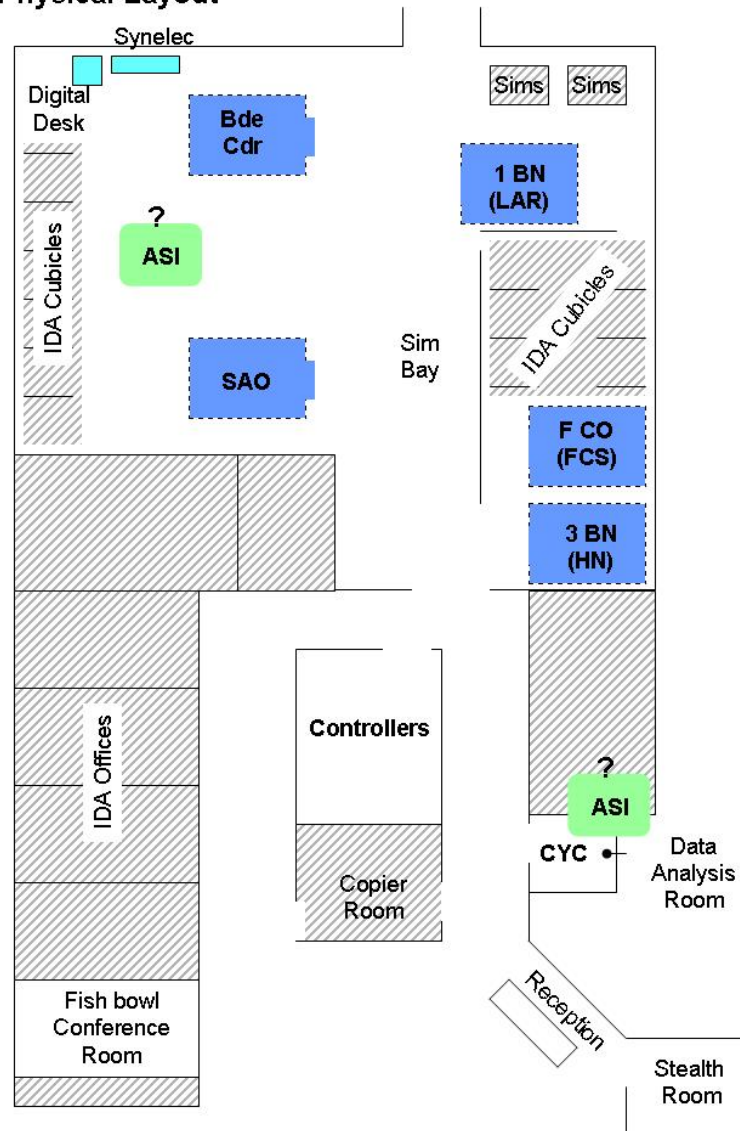 Physical Layout
Synelec
Digital
Desk
Bde
Cdr
Sims
Sims
1 BN
(LAR)
?
ASI
IDA Cubicles
IDA Cubicles
Sim
Bay
SAO
F CO
(FCS)
3 BN
(HN)
Controllers
IDA Offices
?
ASI
CYC
Data
Analysis
Room
Copier
Room
Reception
Fish bowl
Conference
Room
Stealth
Room